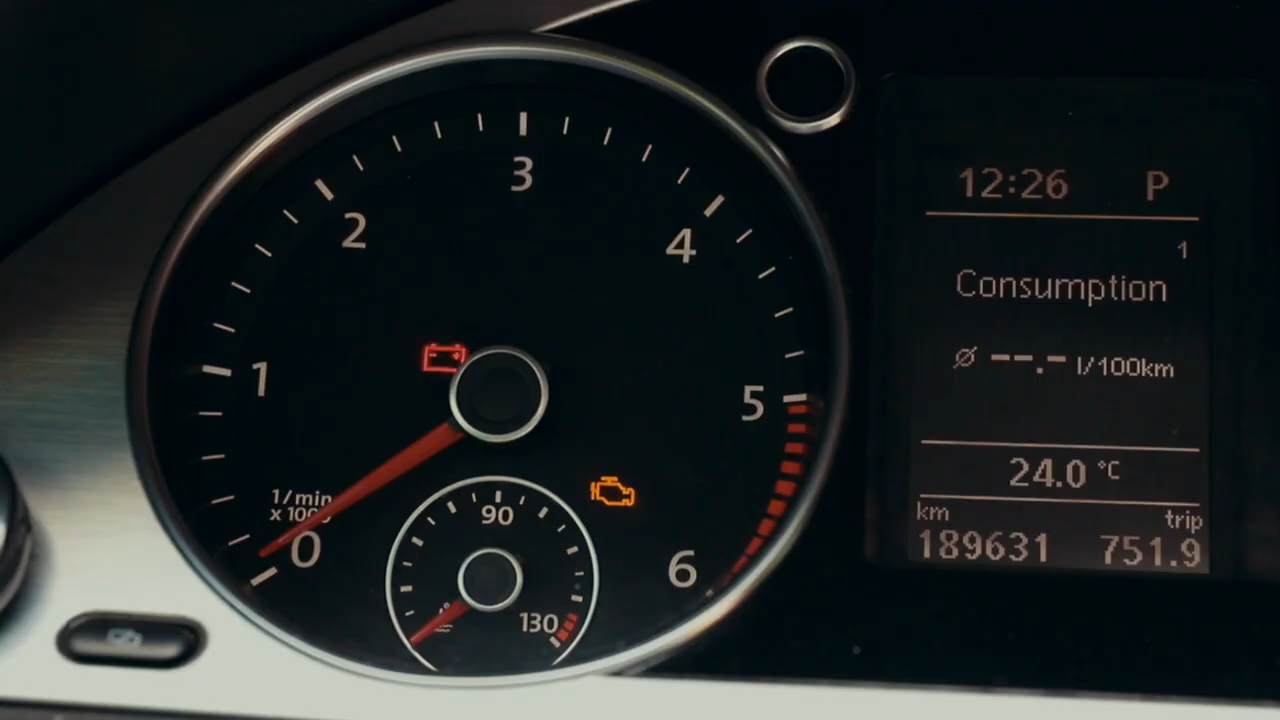 3
2
4
1
5
1/min
x 1000
0
6
90
130
12:26 P
1
Consumption
Ø --.- l/100km
24.0 °C
km trip
189631 751.9